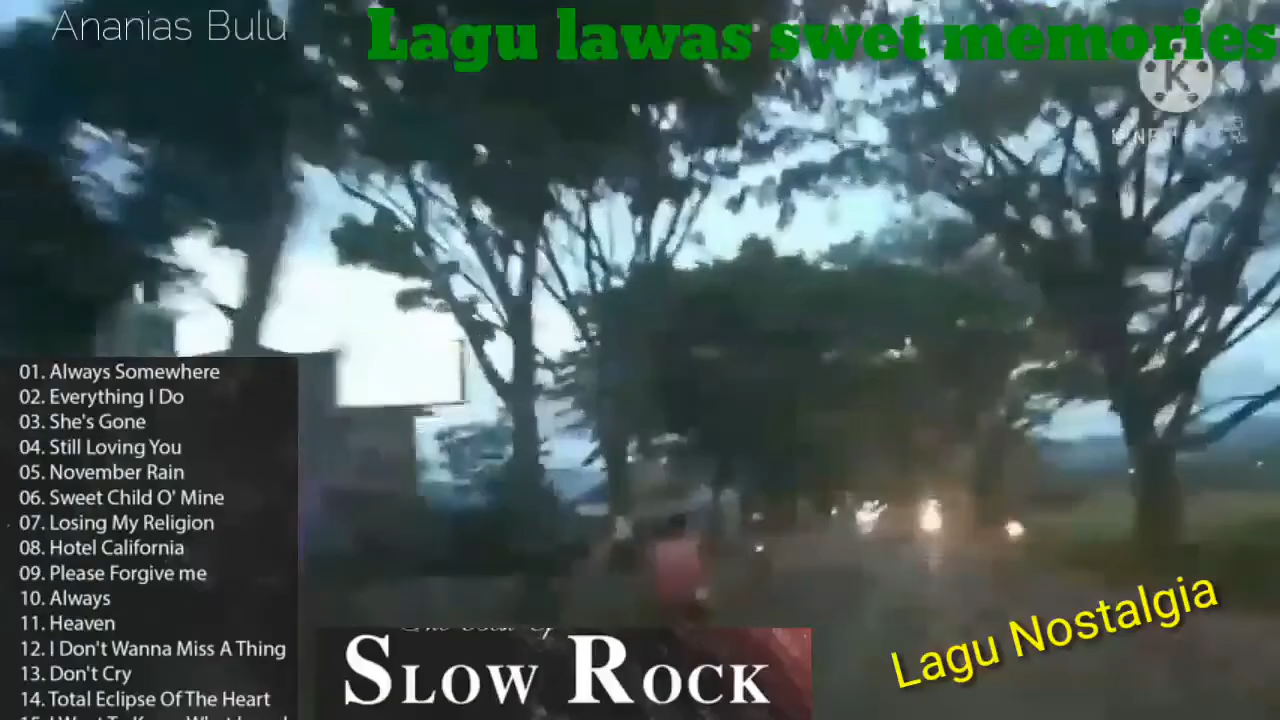 Ananias Bulu
Lagu lawas swet memories
K
01. Always Somewhere
02. Everything I Do
03. She's Gone
04. Still Loving You
05. November Rain
06. Sweet Child O' Mine
07. Losing My Religion
08. Hotel California
09. Please Forgive me
10. Always
11. Heaven
12. I Don't Wanna Miss A Thing
13. Don't Cry
14. Total Eclipse Of The Heart
SLOW ROCK
Lagu Nostalgia